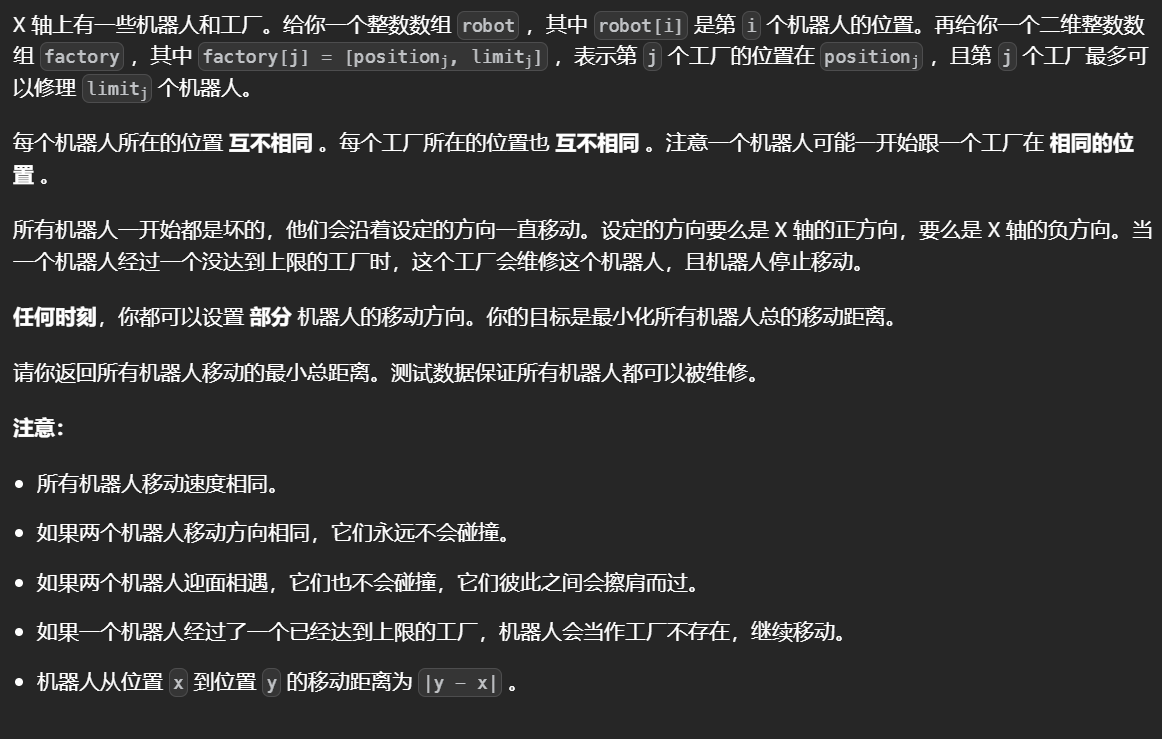 X 轴上有一些机器人和工厂。给你一个整数数组 robot ，其中 robot[i] 是第 i 个机器人的位置。再给你一个二维整数数
组 factory ，其中 factory[j] = [positionj, limitj] ，表示第 j 个工厂的位置在 positionj ，且第 j 个工厂最多可
以修理 limitj 个机器人。
每个机器人所在的位置 互不相同 。每个工厂所在的位置也 互不相同 。注意一个机器人可能一开始跟一个工厂在 相同的位
置 。
所有机器人一开始都是坏的，他们会沿着设定的方向一直移动。设定的方向要么是 X 轴的正方向，要么是 X 轴的负方向。当
一个机器人经过一个没达到上限的工厂时，这个工厂会维修这个机器人，且机器人停止移动。
任何时刻，你都可以设置 部分 机器人的移动方向。你的目标是最小化所有机器人总的移动距离。
请你返回所有机器人移动的最小总距离。测试数据保证所有机器人都可以被维修。
注意：
• 所有机器人移动速度相同。
• 如果两个机器人移动方向相同，它们永远不会碰撞。
• 如果两个机器人迎面相遇，它们也不会碰撞，它们彼此之间会擦肩而过。
• 如果一个机器人经过了一个已经达到上限的工厂，机器人会当作工厂不存在，继续移动。
• 机器人从位置 x 到位置 y 的移动距离为 |y - x| 。